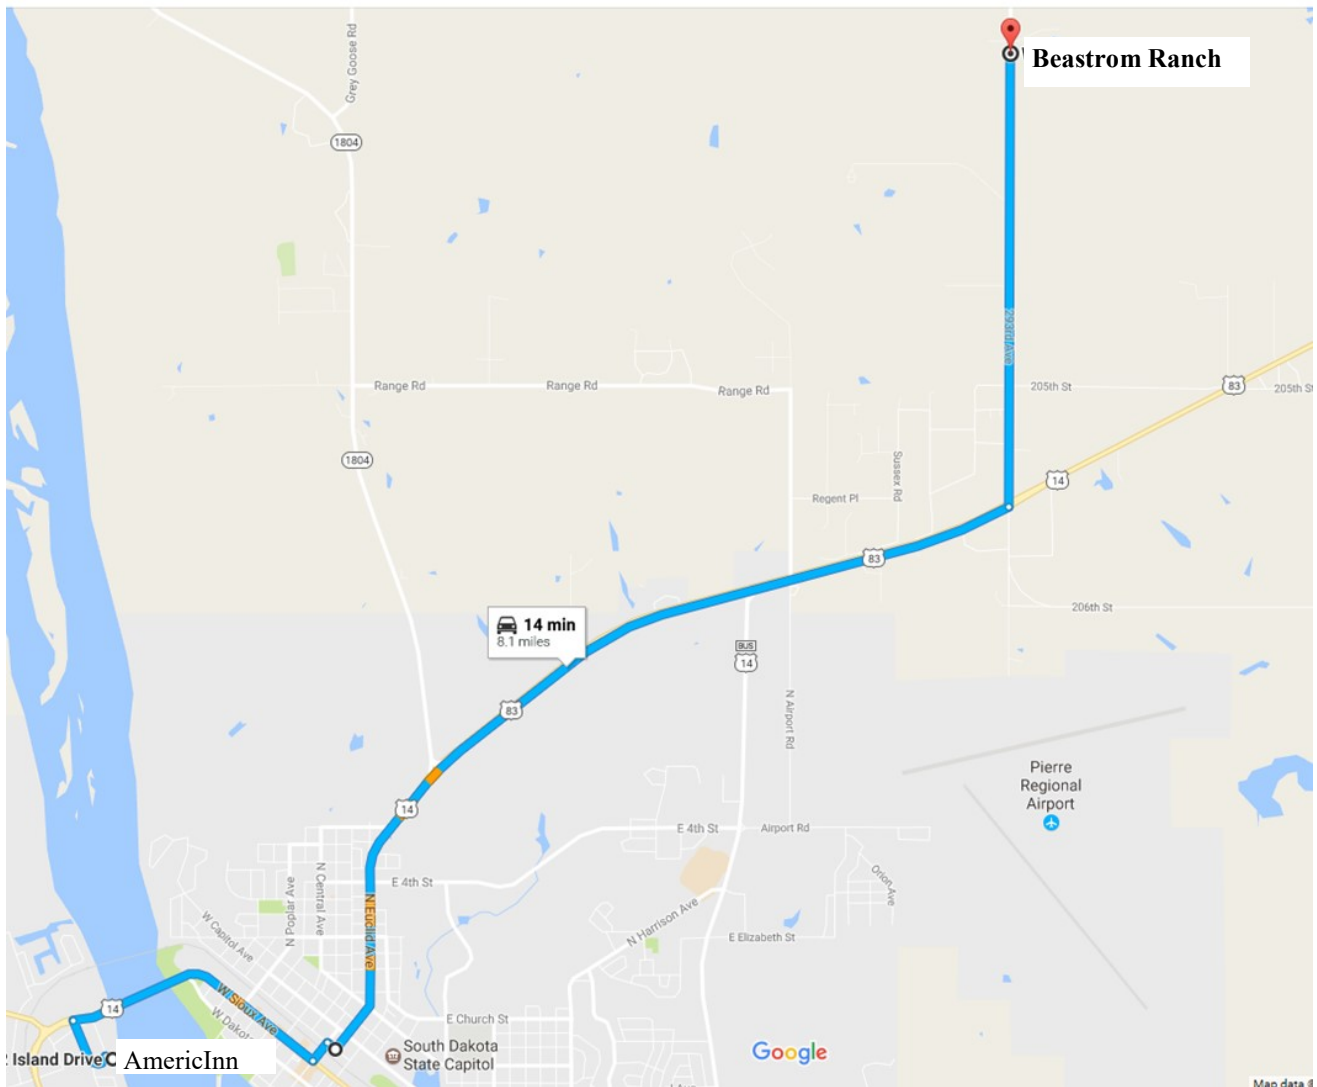 Grey Goose Rd
Beastrom Ranch
1804
293rd Ave
Range Rd
Range Rd
Range Rd
205th St
83
205th St
1804
Sussex Rd
14
Regent Pl
83
206th St
14 min
8.1 miles
BUS
14
83
N Airport Rd
Pierre
Regional
Airport
14
E 4th St
Airport Rd
N Central Ave
N Poplar Ave
E 4th St
Orion Ave
N Euclid Ave
N Harrison Ave
W Capitol Ave
E Elizabeth St
W Sioux Ave
14
W Dakota
E Church St
Island Drive
AmericInn
South Dakota
State Capitol
Google
Map data ©